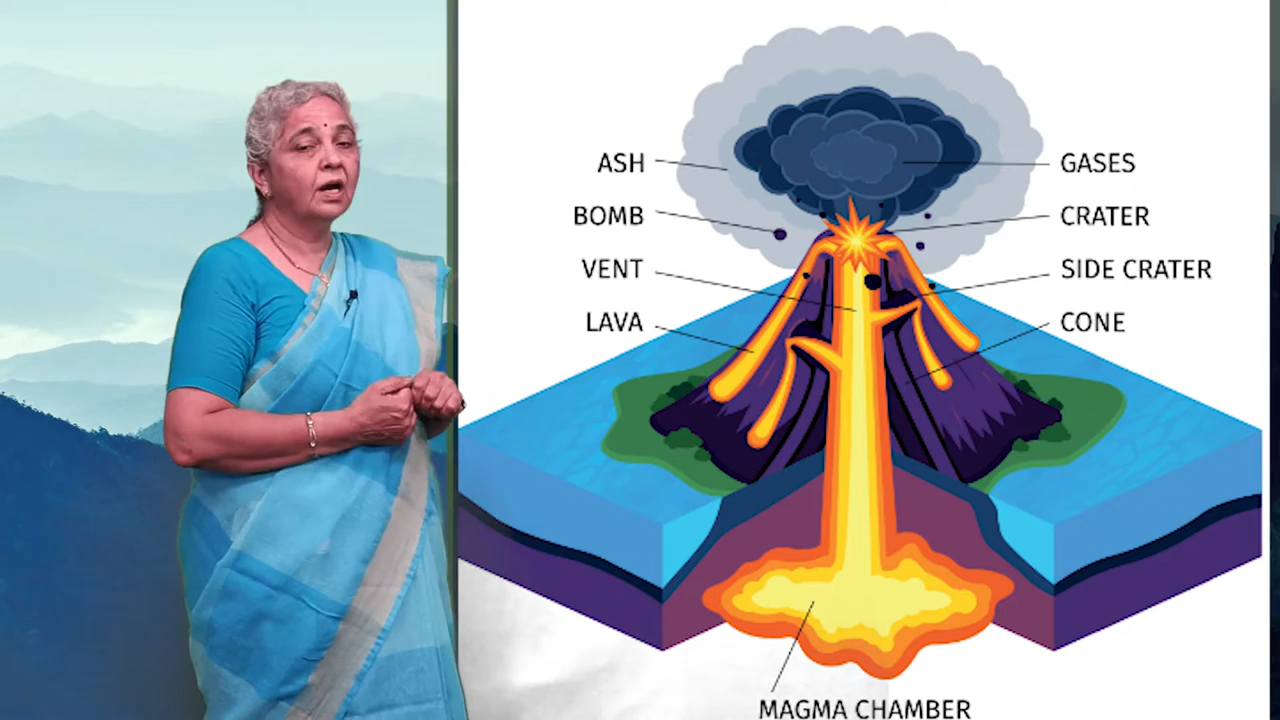 ASH
GASES
BOMB
CRATER
VENT
SIDE CRATER
LAVA
CONE
MAGMA CHAMBER